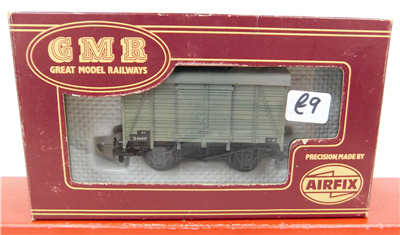 GMR
GREAT MODEL RAILWAYS
£9
PRECISION MADE BY
AIRFIX